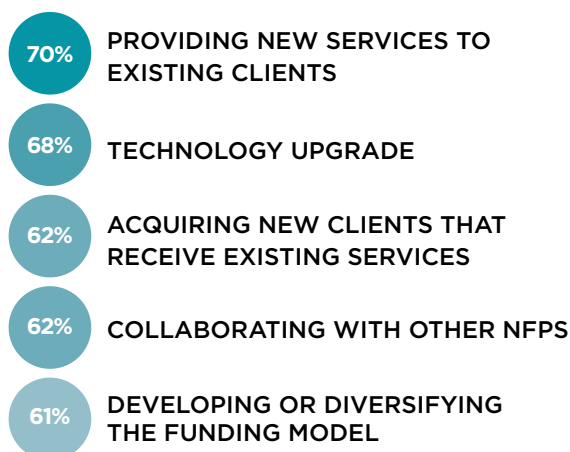 70%
PROVIDING NEW SERVICES TO
EXISTING CLIENTS
68%
TECHNOLOGY UPGRADE
62%
ACQUIRING NEW CLIENTS THAT
RECEIVE EXISTING SERVICES
62%
COLLABORATING WITH OTHER NFPS
61%
DEVELOPING OR DIVERSIFYING
THE FUNDING MODEL